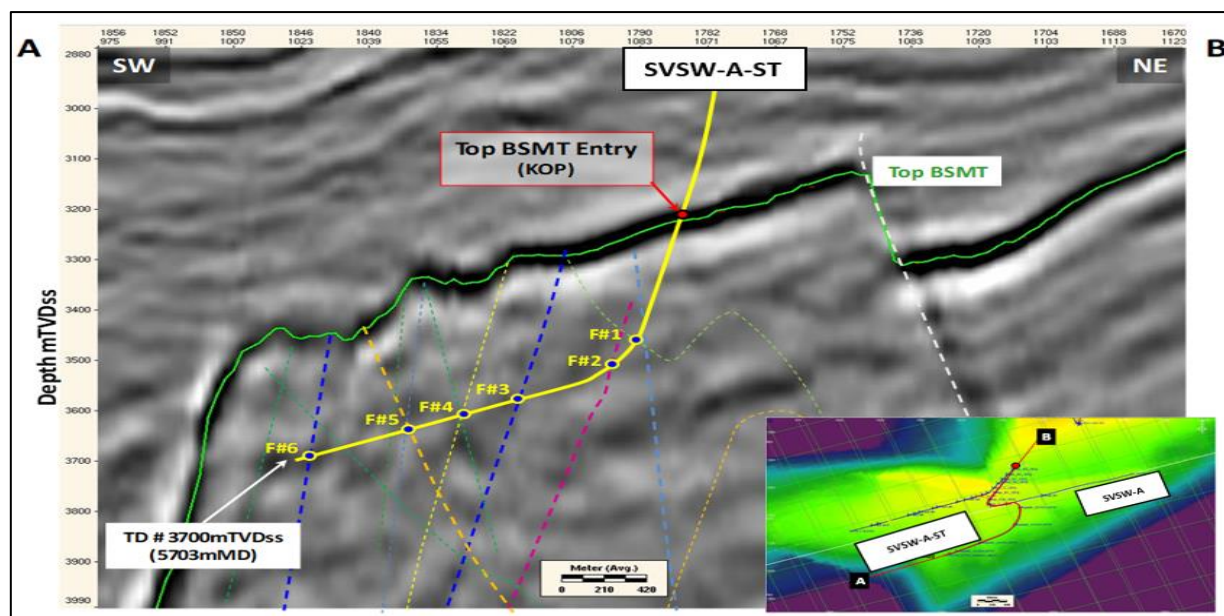 1856 1852 1850 1846 1840 1834 1818 1806 1790 1782 1778 1752 1736 1720 1704 1688 1670
975 991 1007 1023 1039 1055 1069 1079 1083 1071 1067 1087 1083 1093 1103 1113 1123
A
SW
SVSW-A-ST
NE
B
2880
3000
3100
3200
3300
3400
3500
3600
3700
3800
3900
3990
Depth mTVDss
Top BSMT Entry
(KOP)
Top BSMT
F#1
F#2
F#3
F#4
F#5
F#6
TD # 3700mTVDss
(5703mMD)
Meter (Avg.)
0 210 420
B
SVSW-A
SVSW-A-ST
A